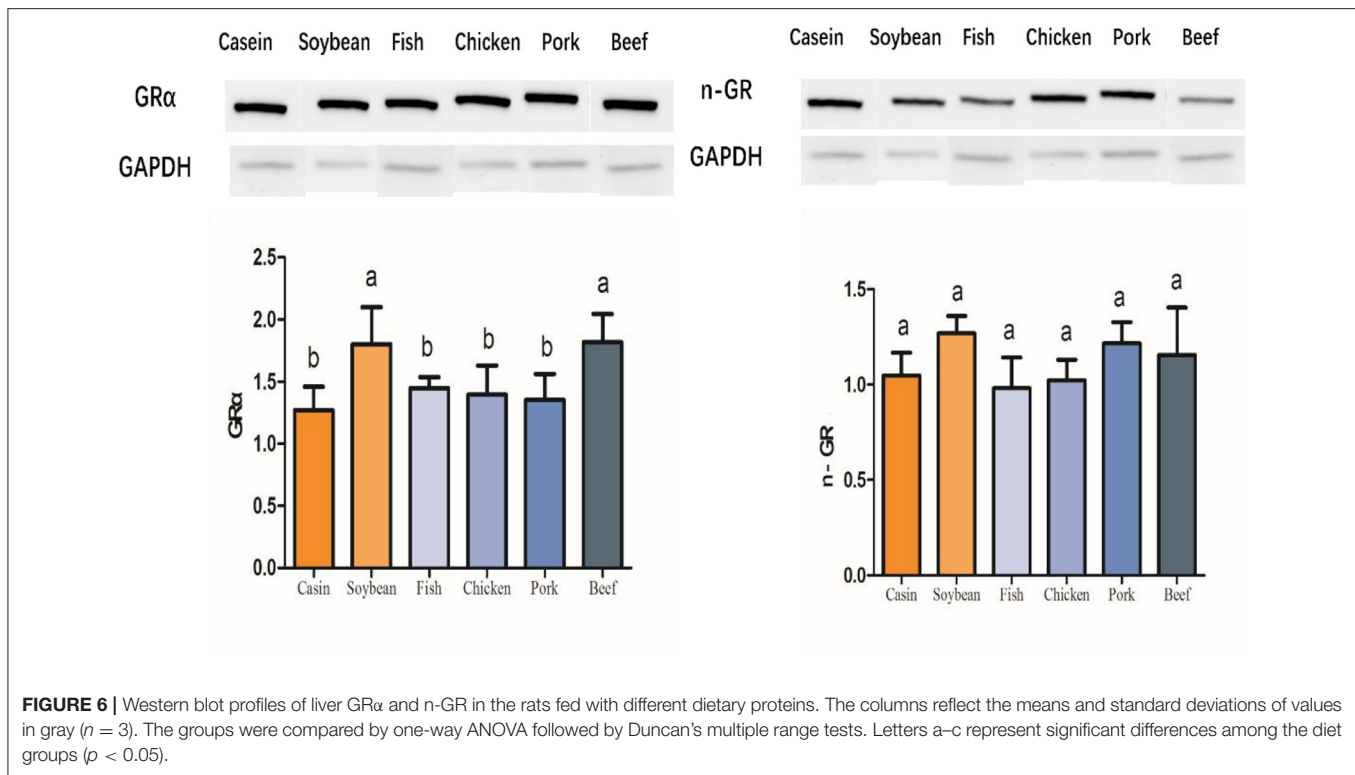 Casein Soybean Fish Chicken Pork Beef
GRα
GAPDH
Casein Soybean Fish Chicken Pork Beef
n-GR
GAPDH
GRα
2.5
2.0
1.5
1.0
0.5
0.0
b
a
b
b
b
a
Casin Soybean Fish Chicken Pork Beef
n- GR
1.5
1.0
0.5
0.0
a
a
a
a
a
a
Casin Soybean Fish Chicken Pork Beef
FIGURE 6 | Western blot profiles of liver GRα and n-GR in the rats fed with different dietary proteins. The columns reflect the means and standard deviations of values
in gray (n = 3). The groups were compared by one-way ANOVA followed by Duncan's multiple range tests. Letters a–c represent significant differences among the diet
groups (p < 0.05).